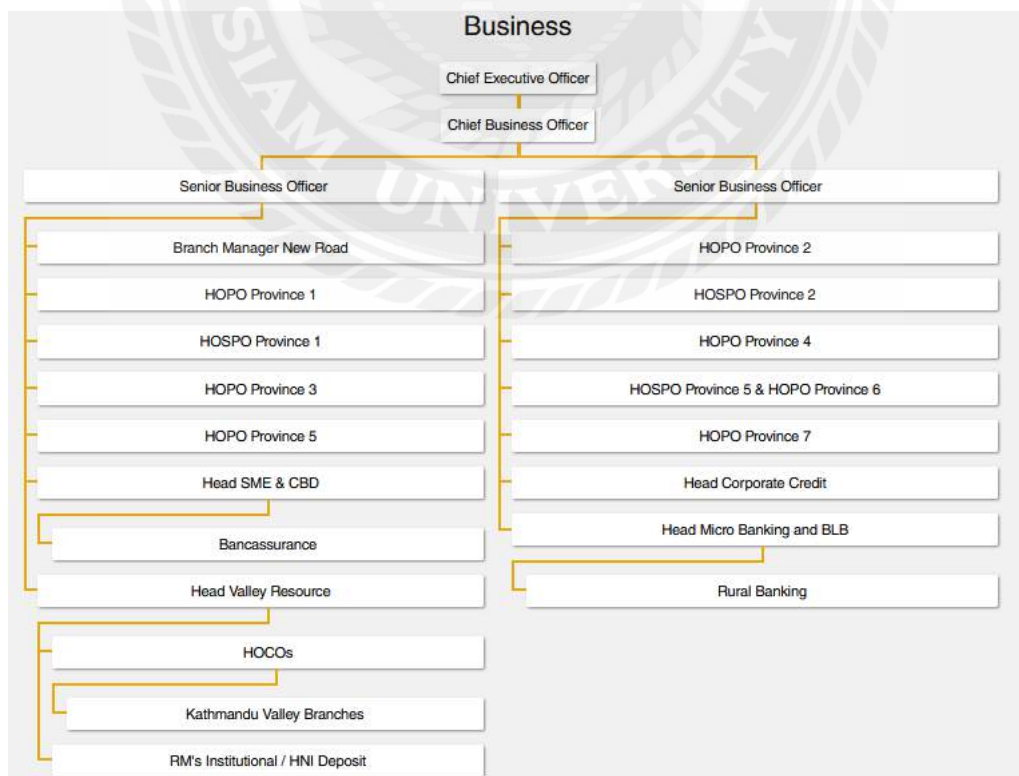 Business
Chief Executive Officer
Chief Business Officer
Senior Business Officer
Branch Manager New Road
HOPO Province 1
HOSPO Province 1
HOPO Province 3
HOPO Province 5
Head SME & CBD
Bancassurance
Head Valley Resource
HOCOs
Kathmandu Valley Branches
RM's Institutional / HNI Deposit
Senior Business Officer
HOPO Province 2
HOSPO Province 2
HOPO Province 4
HOSPO Province 5 & HOPO Province 6
HOPO Province 7
Head Corporate Credit
Head Micro Banking and BLB
Rural Banking
SIAM UNIVERSITY